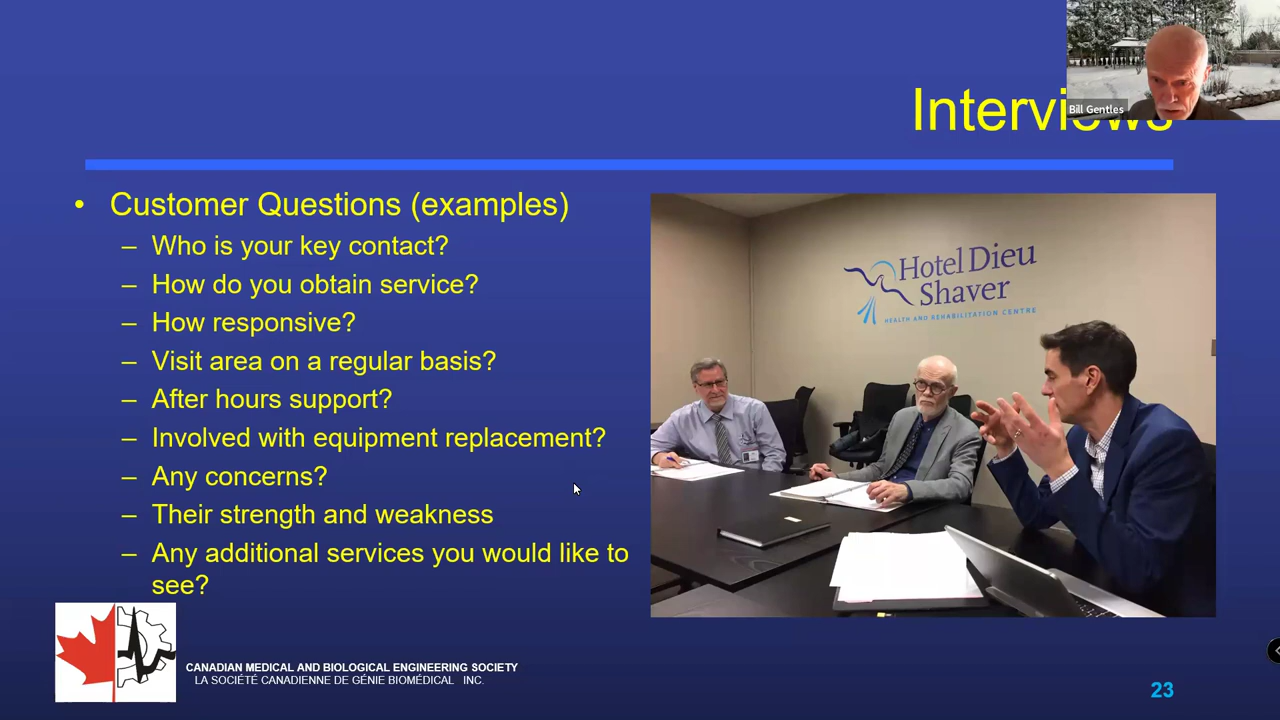 Bill Gentles
Interviews
• Customer Questions (examples)
– Who is your key contact?
– How do you obtain service?
– How responsive?
– Visit area on a regular basis?
– After hours support?
– Involved with equipment replacement?
– Any concerns?
– Their strength and weakness
– Any additional services you would like to
see?
Hotel Dieu
Shaver
HEALTH AND REHABILITATION CENTRE
CANADIAN MEDICAL AND BIOLOGICAL ENGINEERING SOCIETY
LA SOCIÉTÉ CANADIENNE DE GÉNIE BIOMÉDICAL INC.
23